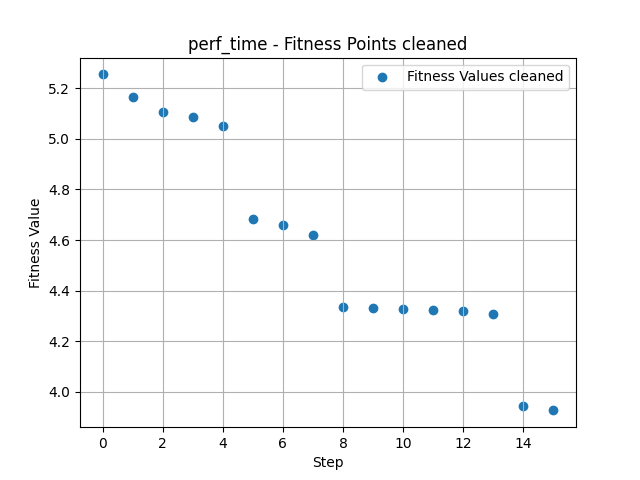 perf_time - Fitness Points cleaned
Fitness Values cleaned
5.2
5.0
4.8
4.6
4.4
4.2
4.0
Fitness Value
0 2 4 6 8 10 12 14
Step